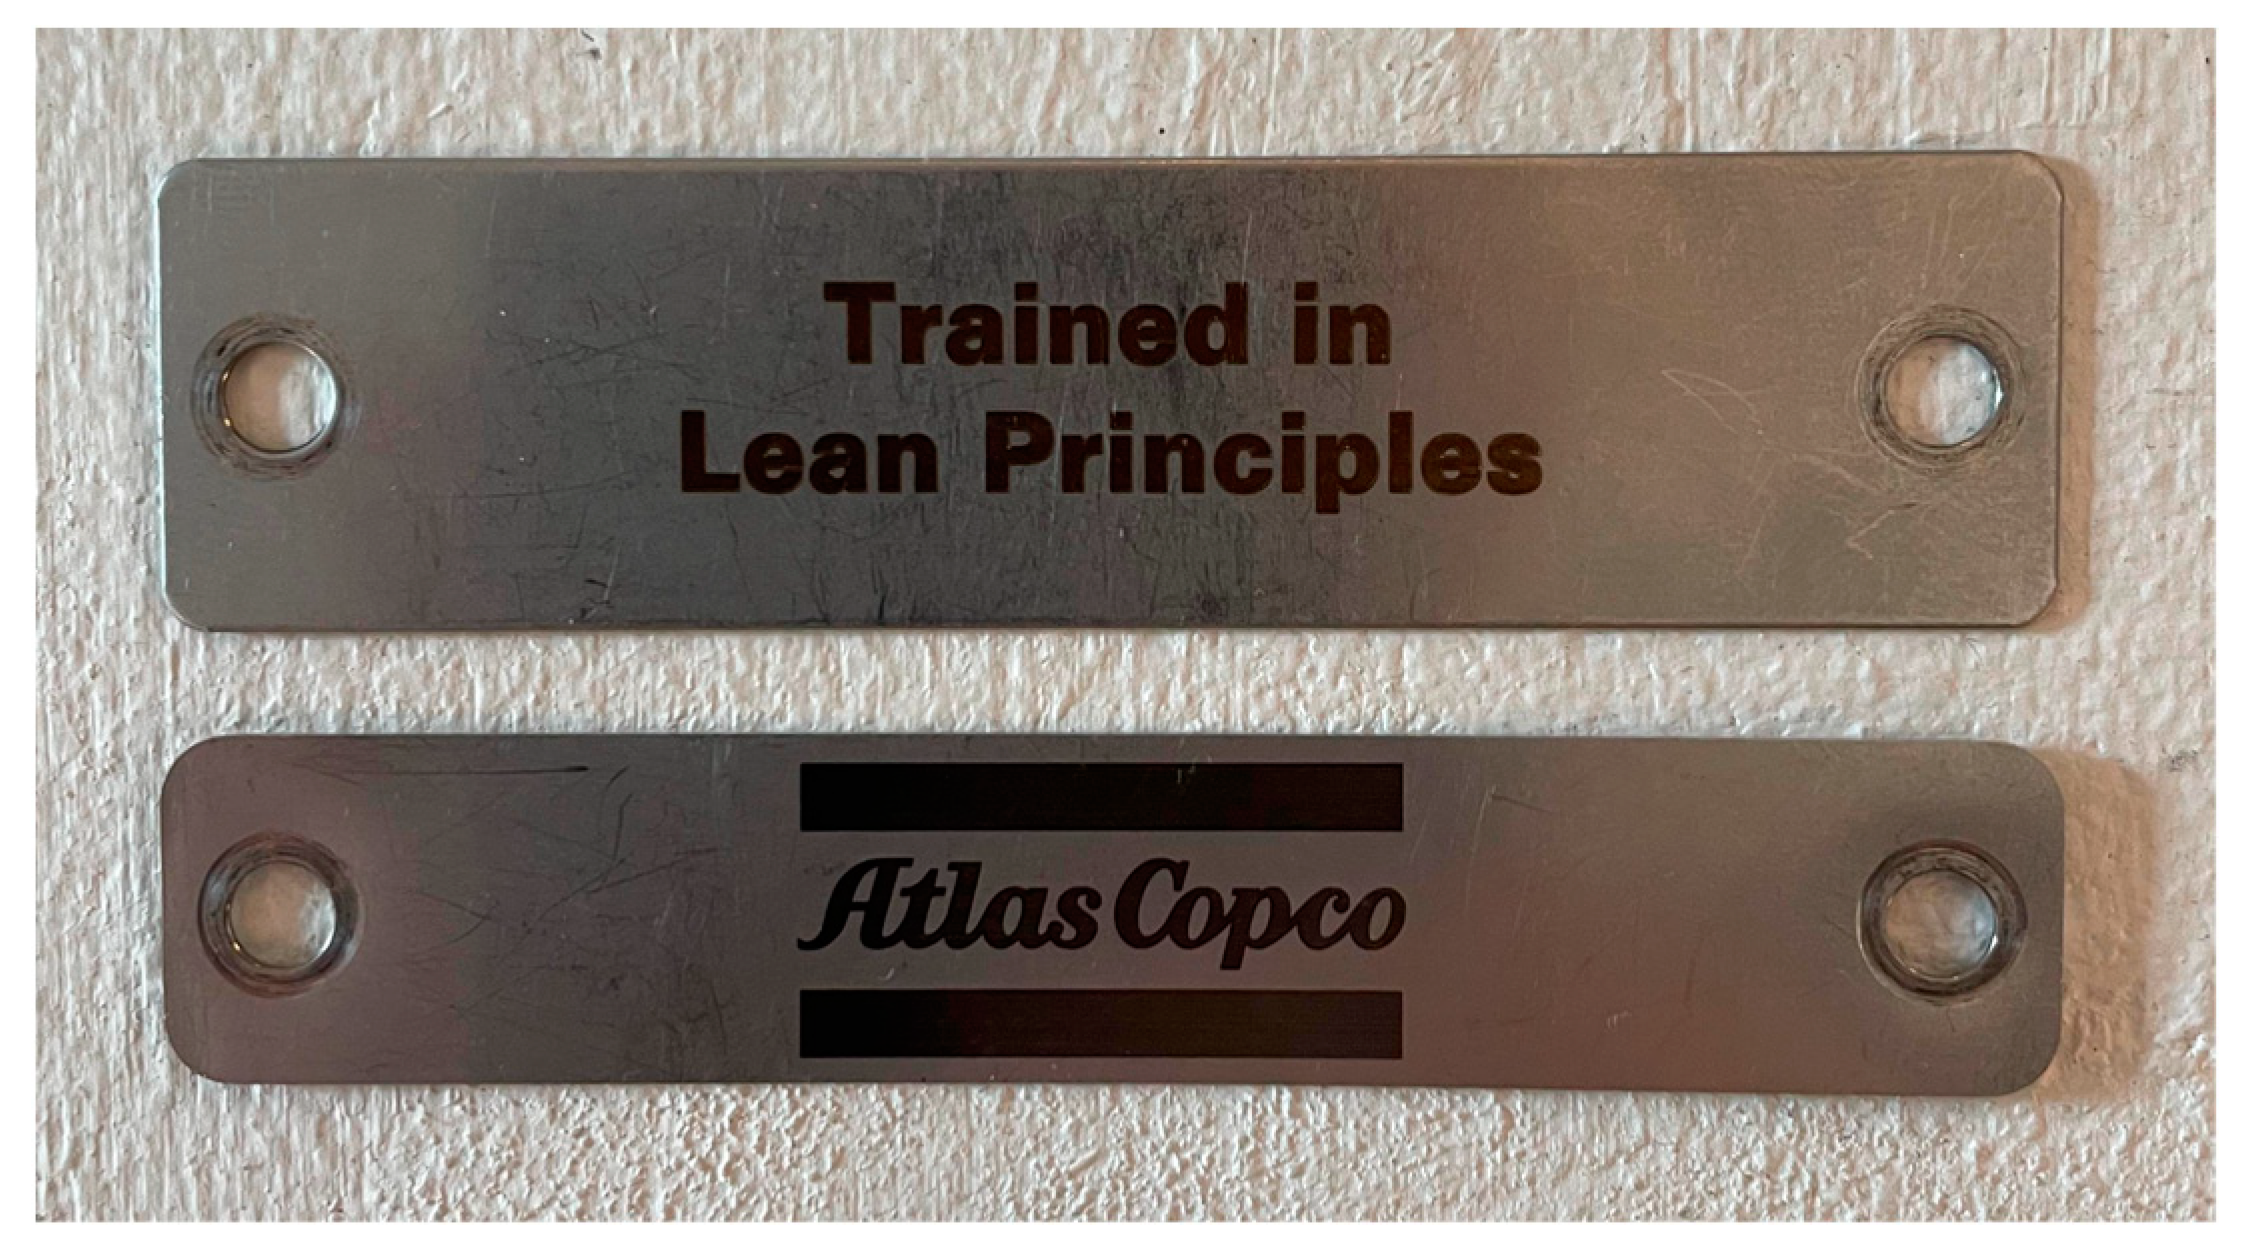 Trained in
Lean Principles
Atlas Copco